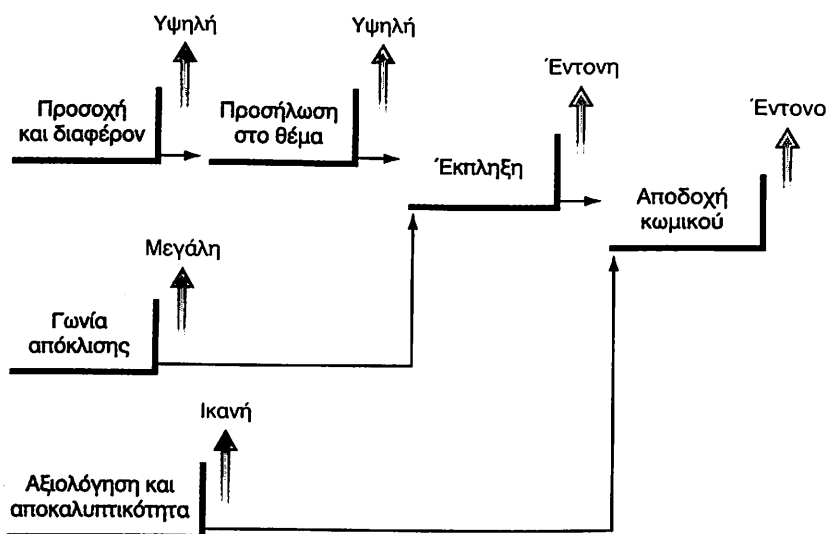 Υψηλή
Προσοχή
και διαφέρον
Υψηλή
Προσήλωση
στο θέμα
Έντονη
Έκπληξη
Έντονο
Αποδοχή
κωμικού
Μεγάλη
Γωνία
απόκλισης
Ικανή
Αξιολόγηση και
αποκαλυπτικότητα